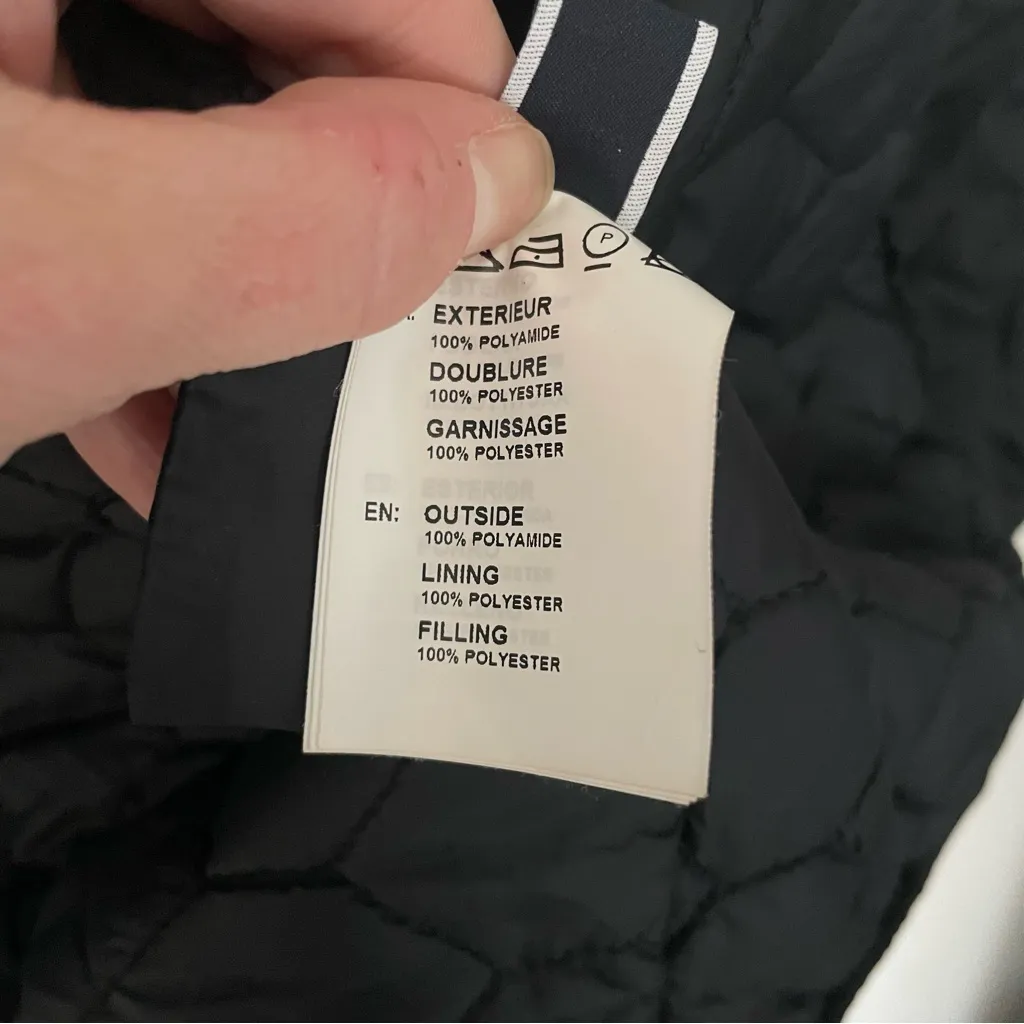 P
EXTERIEUR
100% POLYAMIDE
DOUBLURE
100% POLYESTER
GARNISSAGE
100% POLYESTER
EN: OUTSIDE
100% POLYAMIDE
LINING
100% POLYESTER
FILLING
100% POLYESTER